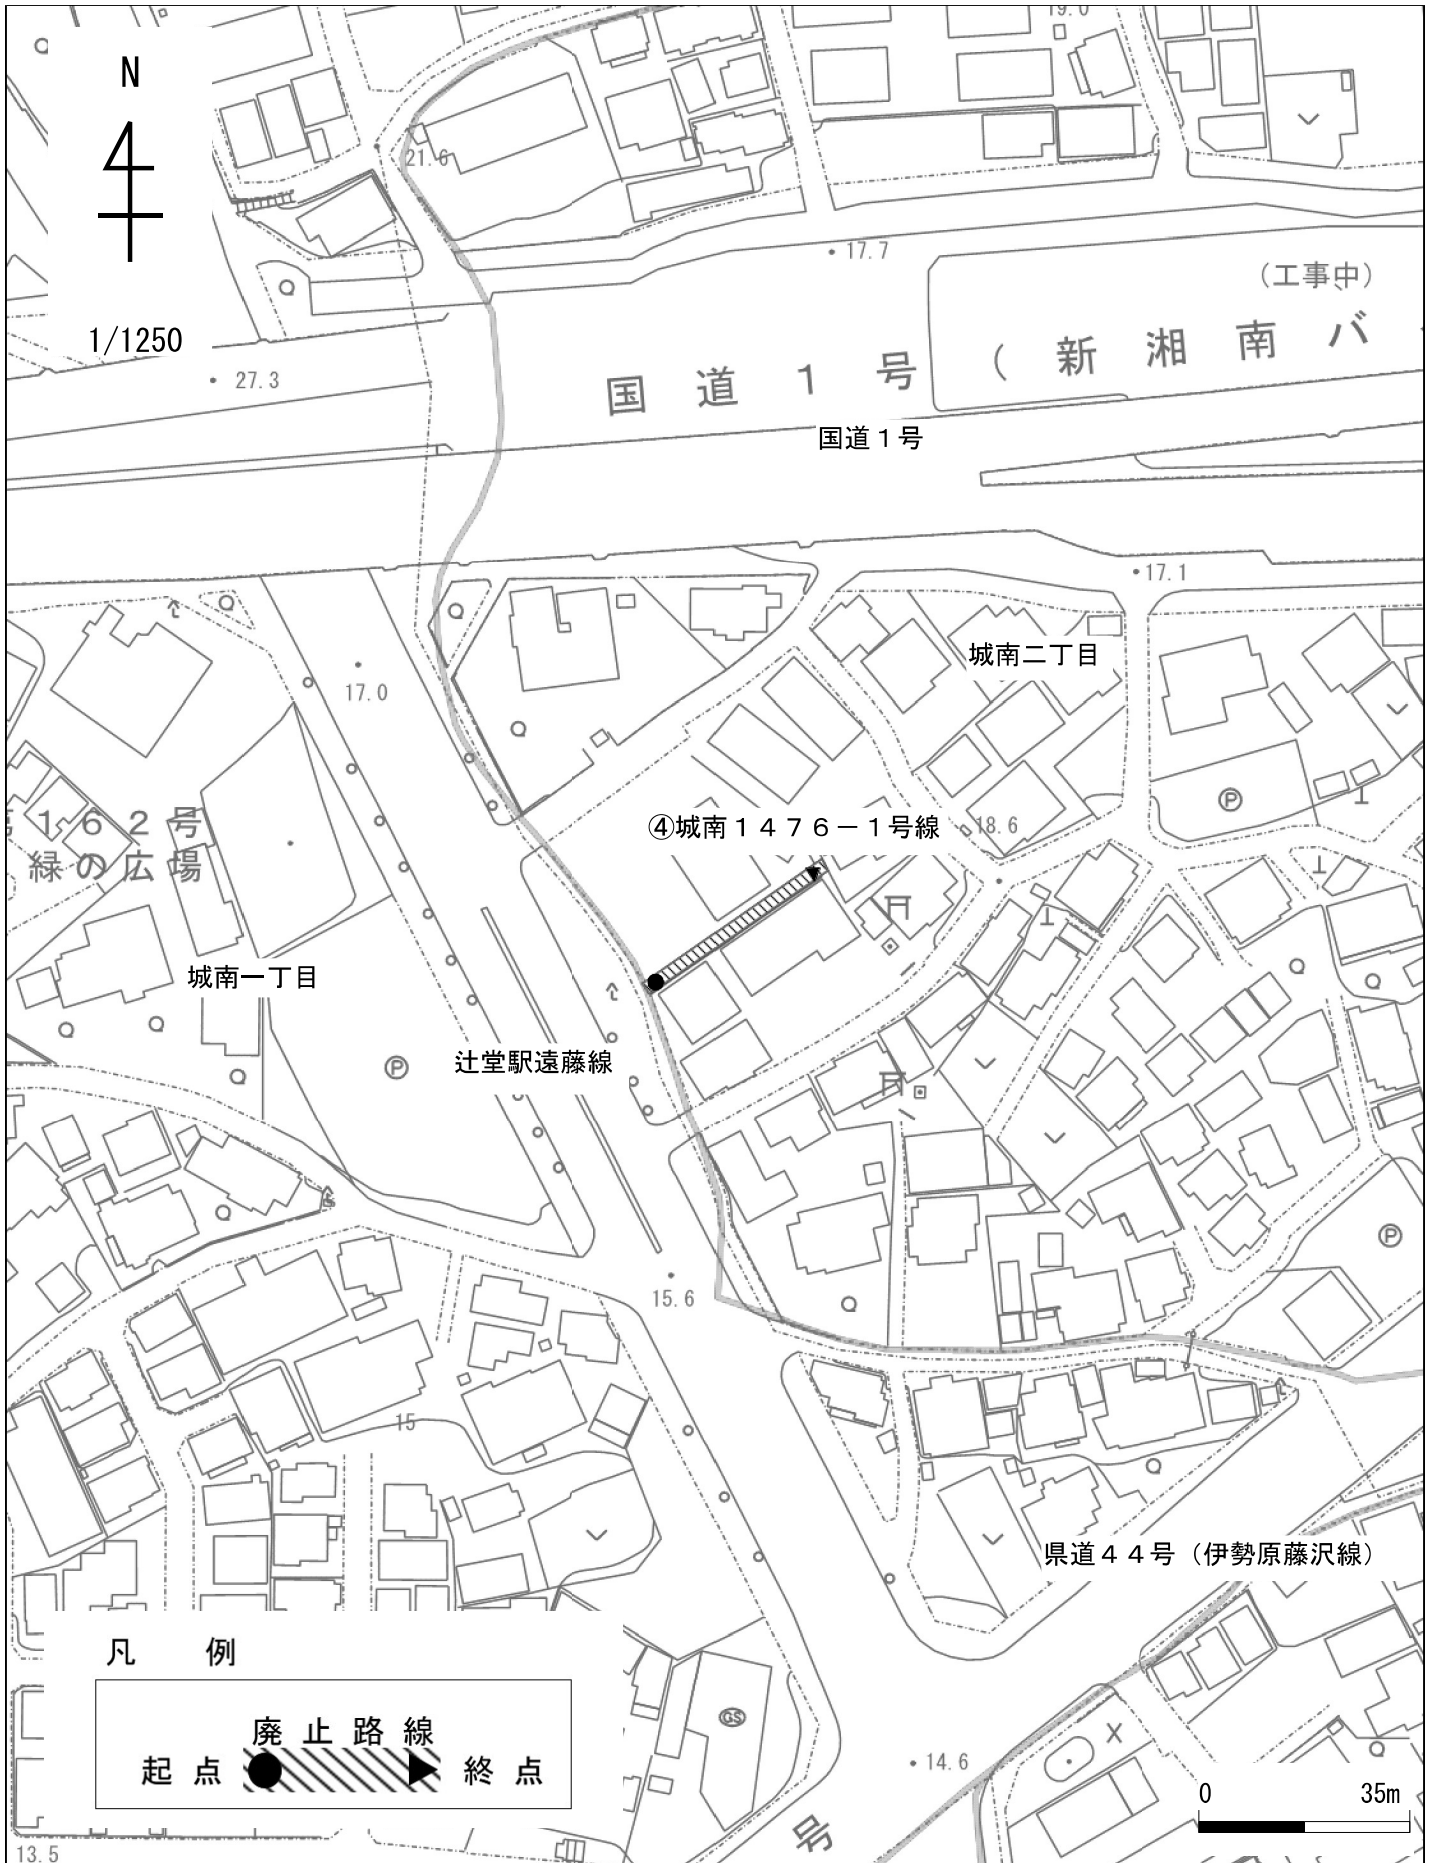 19.0
N
21.6
17.7
（工事中）
1/1250
27.3
国道１号（新湘南バ
国道１号
17.1
城南二丁目
17.0
１６２号
緑の広場
④城南１４７６－１号線
18.6
P
城南一丁目
辻堂駅遠藤線
P
P
15.6
15
県道４４号（伊勢原藤沢線）
凡例
廃止路線
起点
終点
GS
14.6
0
35m
号
13.5